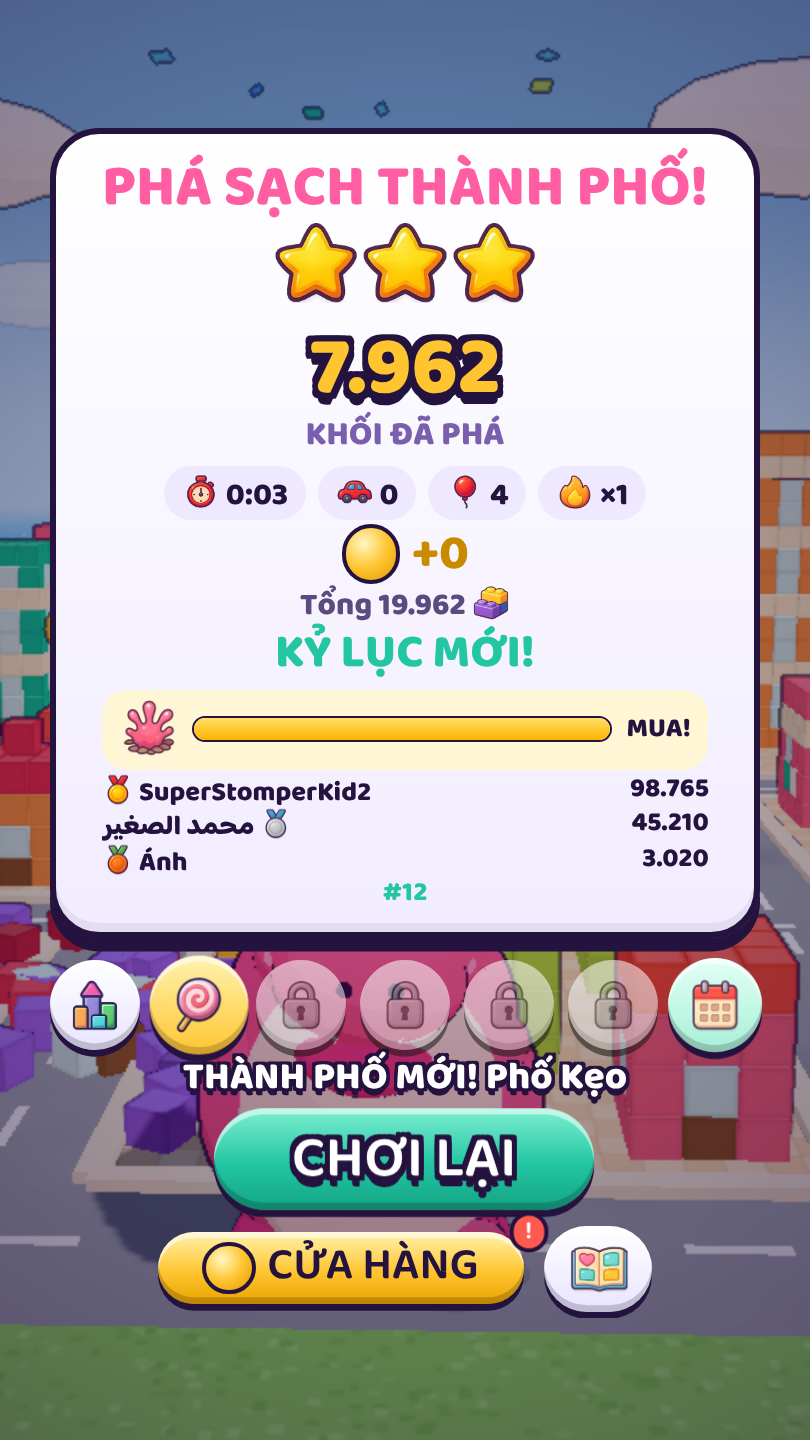 PHÁ SẠCH THÀNH PHỐ!
7.962
KHỐI ĐÃ PHÁ
0:03 0 4 ×1
+0
Tổng 19.962
KỶ LỤC MỚI!
MUA!
SuperStomperKid2 98.765
محمد الصغير 45.210
Ánh 3.020
#12
THÀNH PHỐ MỚI! Phố Kẹo
CHƠI LẠI
!
CỬA HÀNG